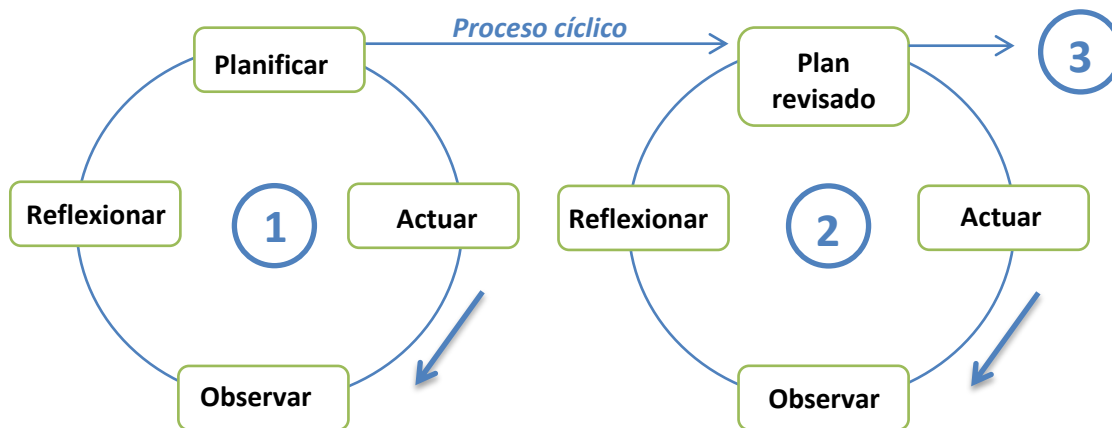 Proceso cíclico
Planificar
Reflexionar
1
Actuar
Observar
Plan
revisado
Reflexionar
2
Actuar
Observar
3